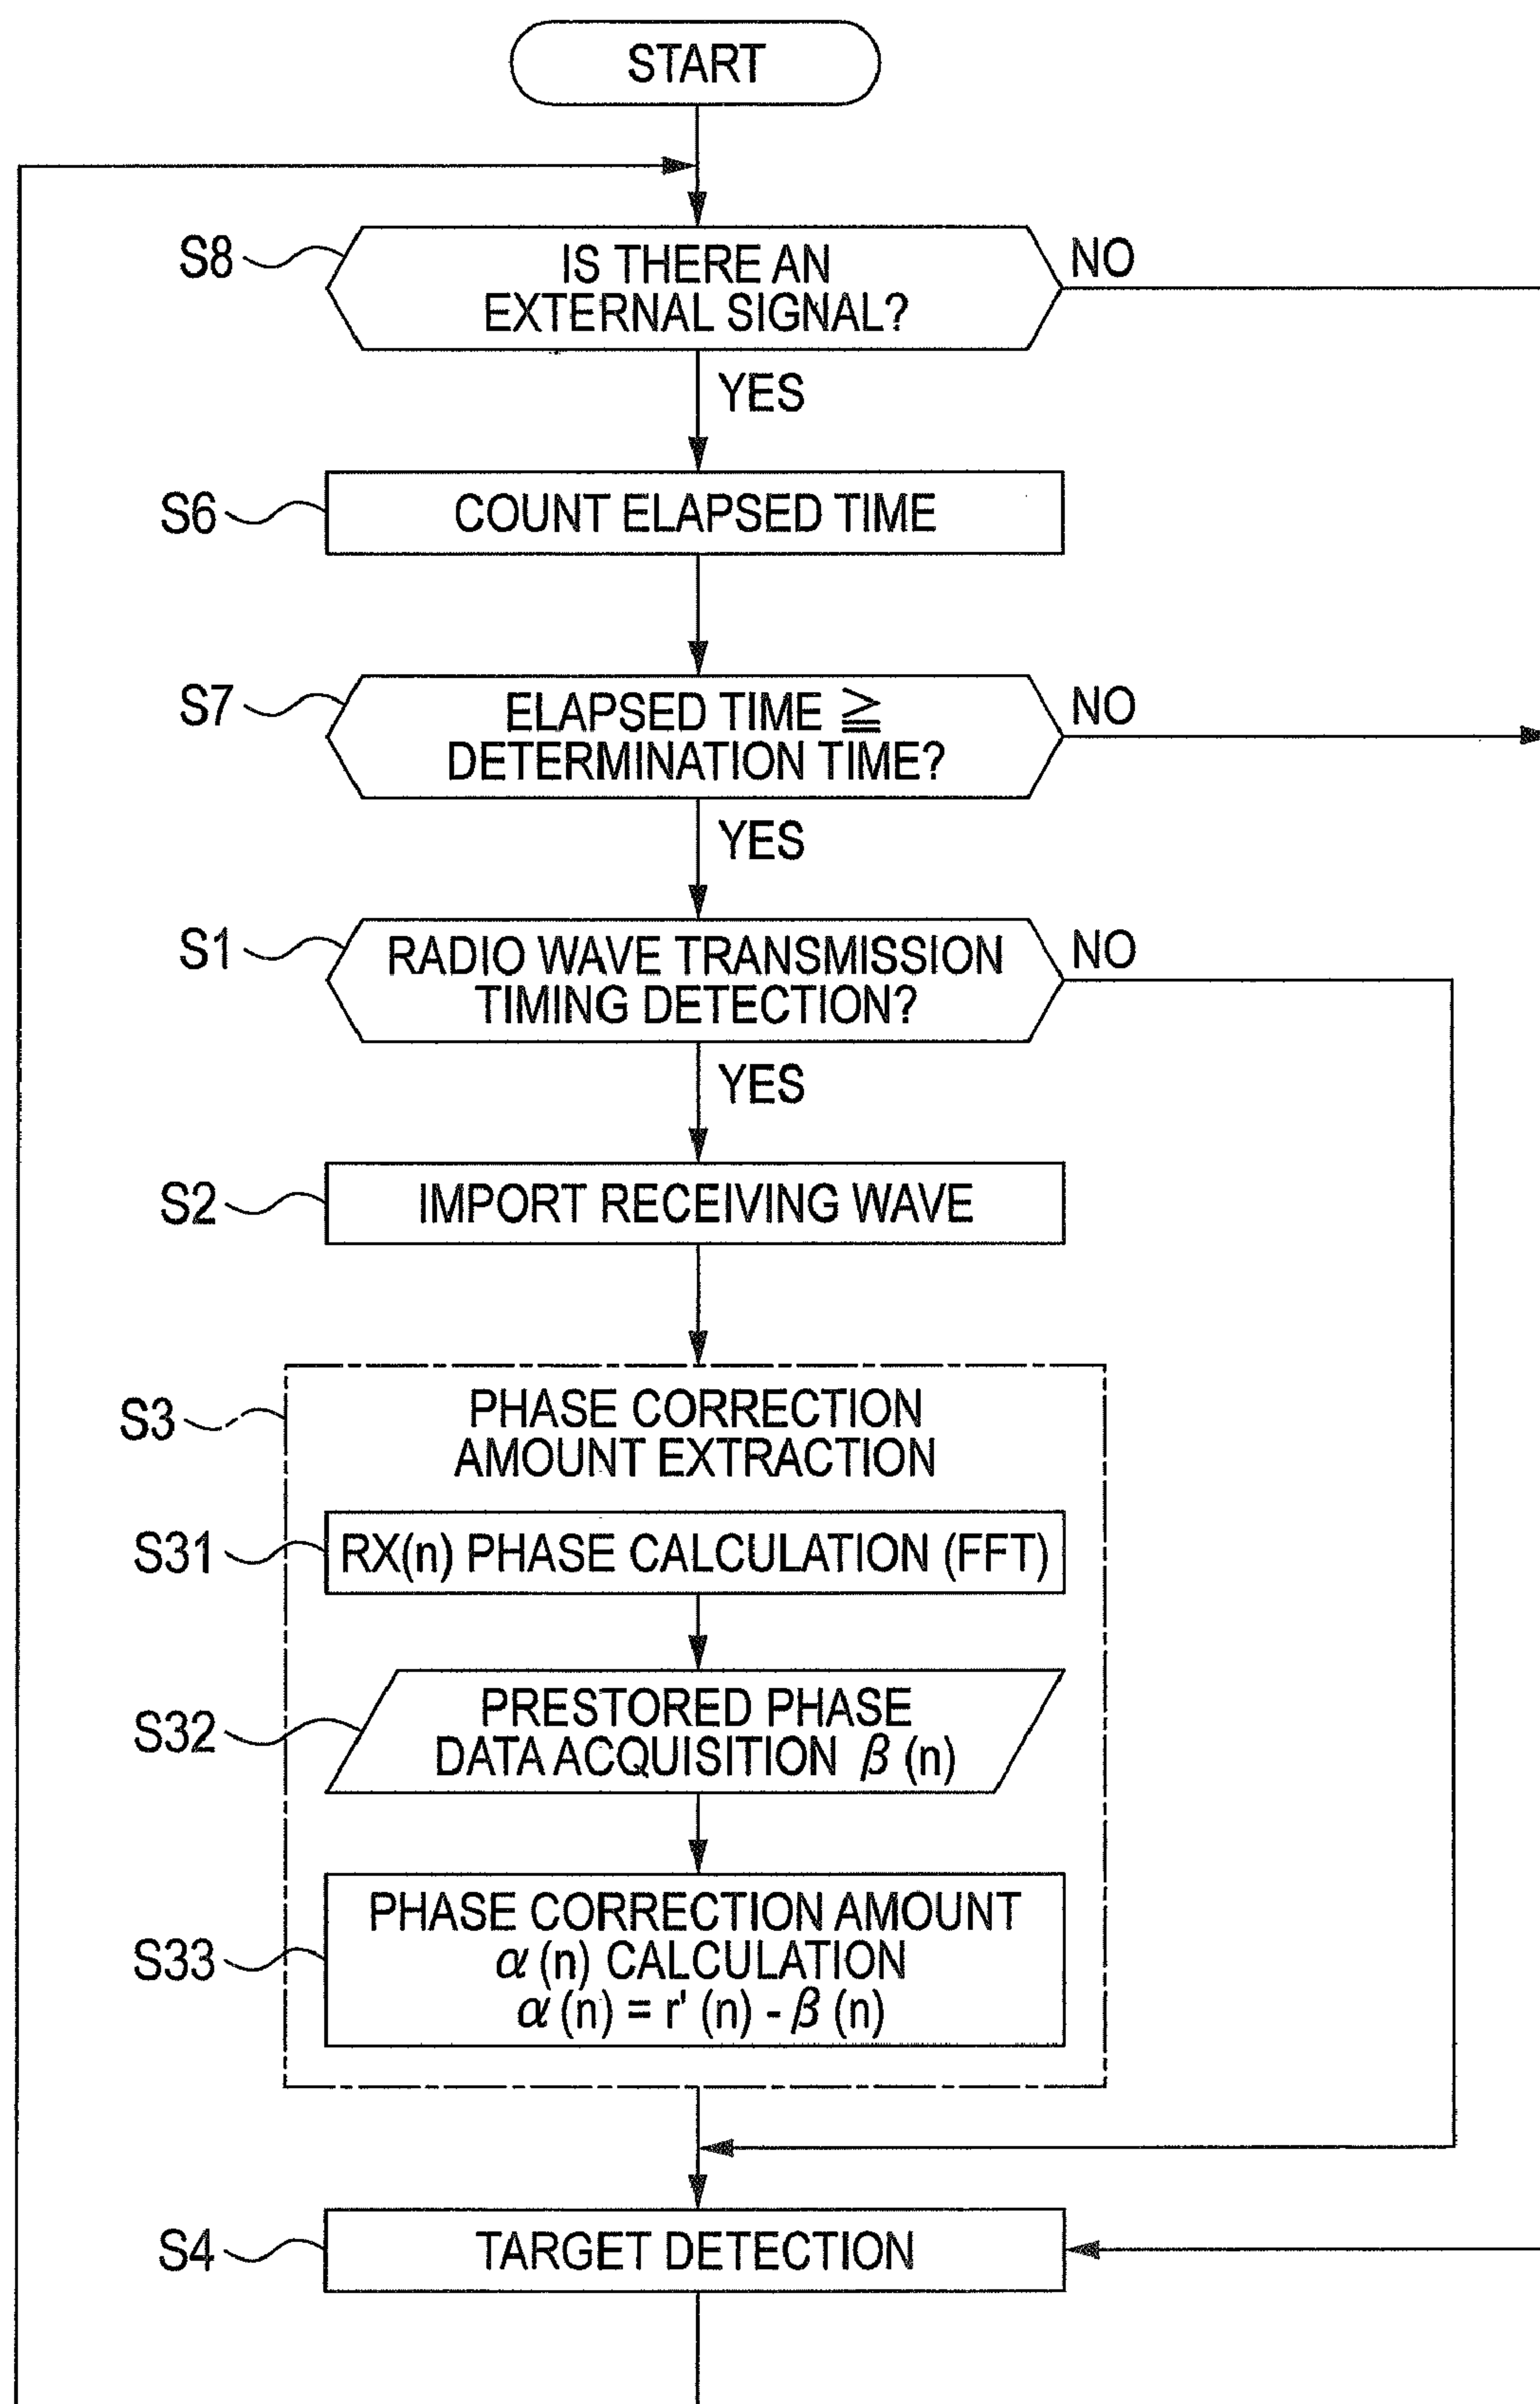 START
S8
IS THERE AN
EXTERNAL SIGNAL?
NO
YES
S6
COUNT ELAPSED TIME
S7
ELAPSED TIME ≧
DETERMINATION TIME?
NO
YES
S1
RADIO WAVE TRANSMISSION
TIMING DETECTION?
NO
YES
S2
IMPORT RECEIVING WAVE
S3
PHASE CORRECTION
AMOUNT EXTRACTION
S31
RX(n) PHASE CALCULATION (FFT)
S32
PRESTORED PHASE
DATA ACQUISITION β (n)
S33
PHASE CORRECTION AMOUNT
α (n) CALCULATION
α (n) = r' (n) - β (n)
S4
TARGET DETECTION